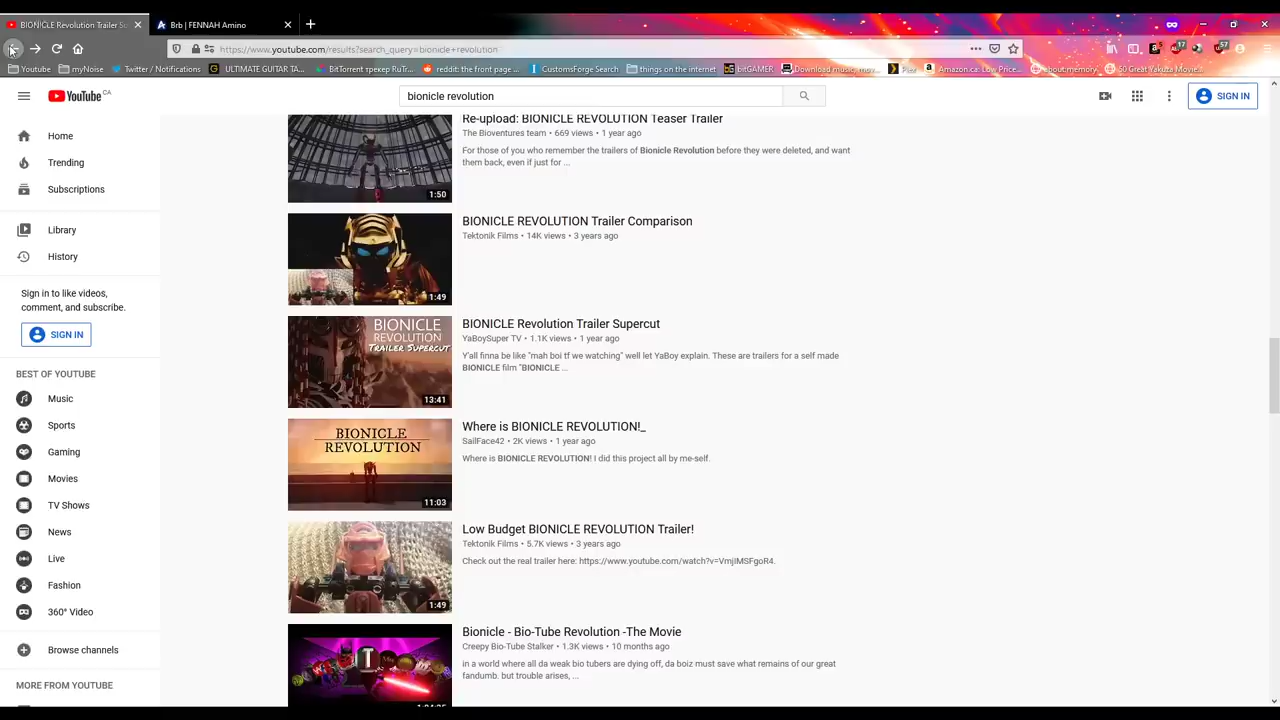 BIONICLE Revolution Trailer Su
Brb | FENNAH Amino
https://www.youtube.com/results?search_query=bionicle+revolution
17
57
Youtube
myNoise
Twitter / Notifications
ULTIMATE GUITAR TA...
BitTorrent трекер RuTr...
reddit: the front page ...
CustomsForge Search
things on the internet
bitGAMER
Download music, mov...
Plex
Amazon.ca: Low Price...
about:memory
50 Great Yakuza Movie...
YouTube CA
bionicle revolution
SIGN IN
Home
Trending
Subscriptions
Library
History
Sign in to like videos,
comment, and subscribe.
SIGN IN
BEST OF YOUTUBE
Music
Sports
Gaming
Movies
TV Shows
News
Live
Fashion
360° Video
Browse channels
MORE FROM YOUTUBE
Re-upload: BIONICLE REVOLUTION Teaser Trailer
The Bioventures team • 669 views • 1 year ago
For those of you who remember the trailers of Bionicle Revolution before they were deleted, and want
them back, even if just for ...
1:50
BIONICLE REVOLUTION Trailer Comparison
Tektonik Films • 14K views • 3 years ago
1:49
BIONICLE Revolution Trailer Supercut
YaBoySuper TV • 1.1K views • 1 year ago
Y'all finna be like "mah boi tf we watching" well let YaBoy explain. These are trailers for a self made
BIONICLE film "BIONICLE ...
BIONICLE
REVOLUTION
TRAILER SUPERCUT
13:41
Where is BIONICLE REVOLUTION!_
SailFace42 • 2K views • 1 year ago
Where is BIONICLE REVOLUTION! I did this project all by me-self.
BIONICLE
REVOLUTION
11:03
Low Budget BIONICLE REVOLUTION Trailer!
Tektonik Films • 5.7K views • 3 years ago
Check out the real trailer here: https://www.youtube.com/watch?v=VmjIMSFgoR4.
1:49
Bionicle - Bio-Tube Revolution -The Movie
Creepy Bio-Tube Stalker • 1.3K views • 10 months ago
in a world where all da weak bio tubers are dying off, da boiz must save what remains of our great
fandumb. but trouble arises, ...